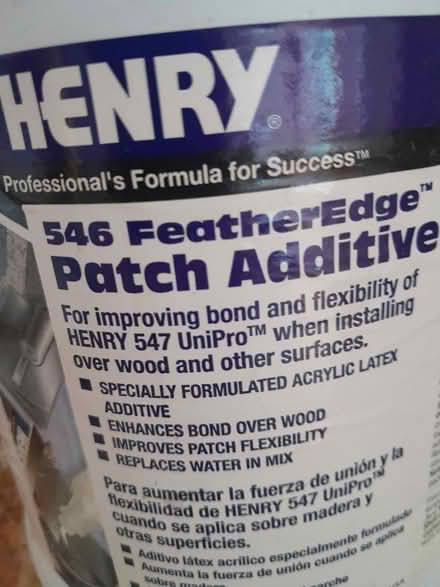 HENRY®
Professional's Formula for Success™
546 FeatherEdge™
Patch Additive
For improving bond and flexibility of
HENRY 547 UniPro™ when installing
over wood and other surfaces.
■ SPECIALLY FORMULATED ACRYLIC LATEX
ADDITIVE
■ ENHANCES BOND OVER WOOD
■ IMPROVES PATCH FLEXIBILITY
■ REPLACES WATER IN MIX
Para aumentar la fuerza de unión y la
flexibilidad de HENRY 547 UniPro™
cuando se aplica sobre madera y
otras superficies.
■ Aditivo látex acrílico especialmente formulado
■ Aumenta la fuerza de unión cuando se aplica
sobre madera